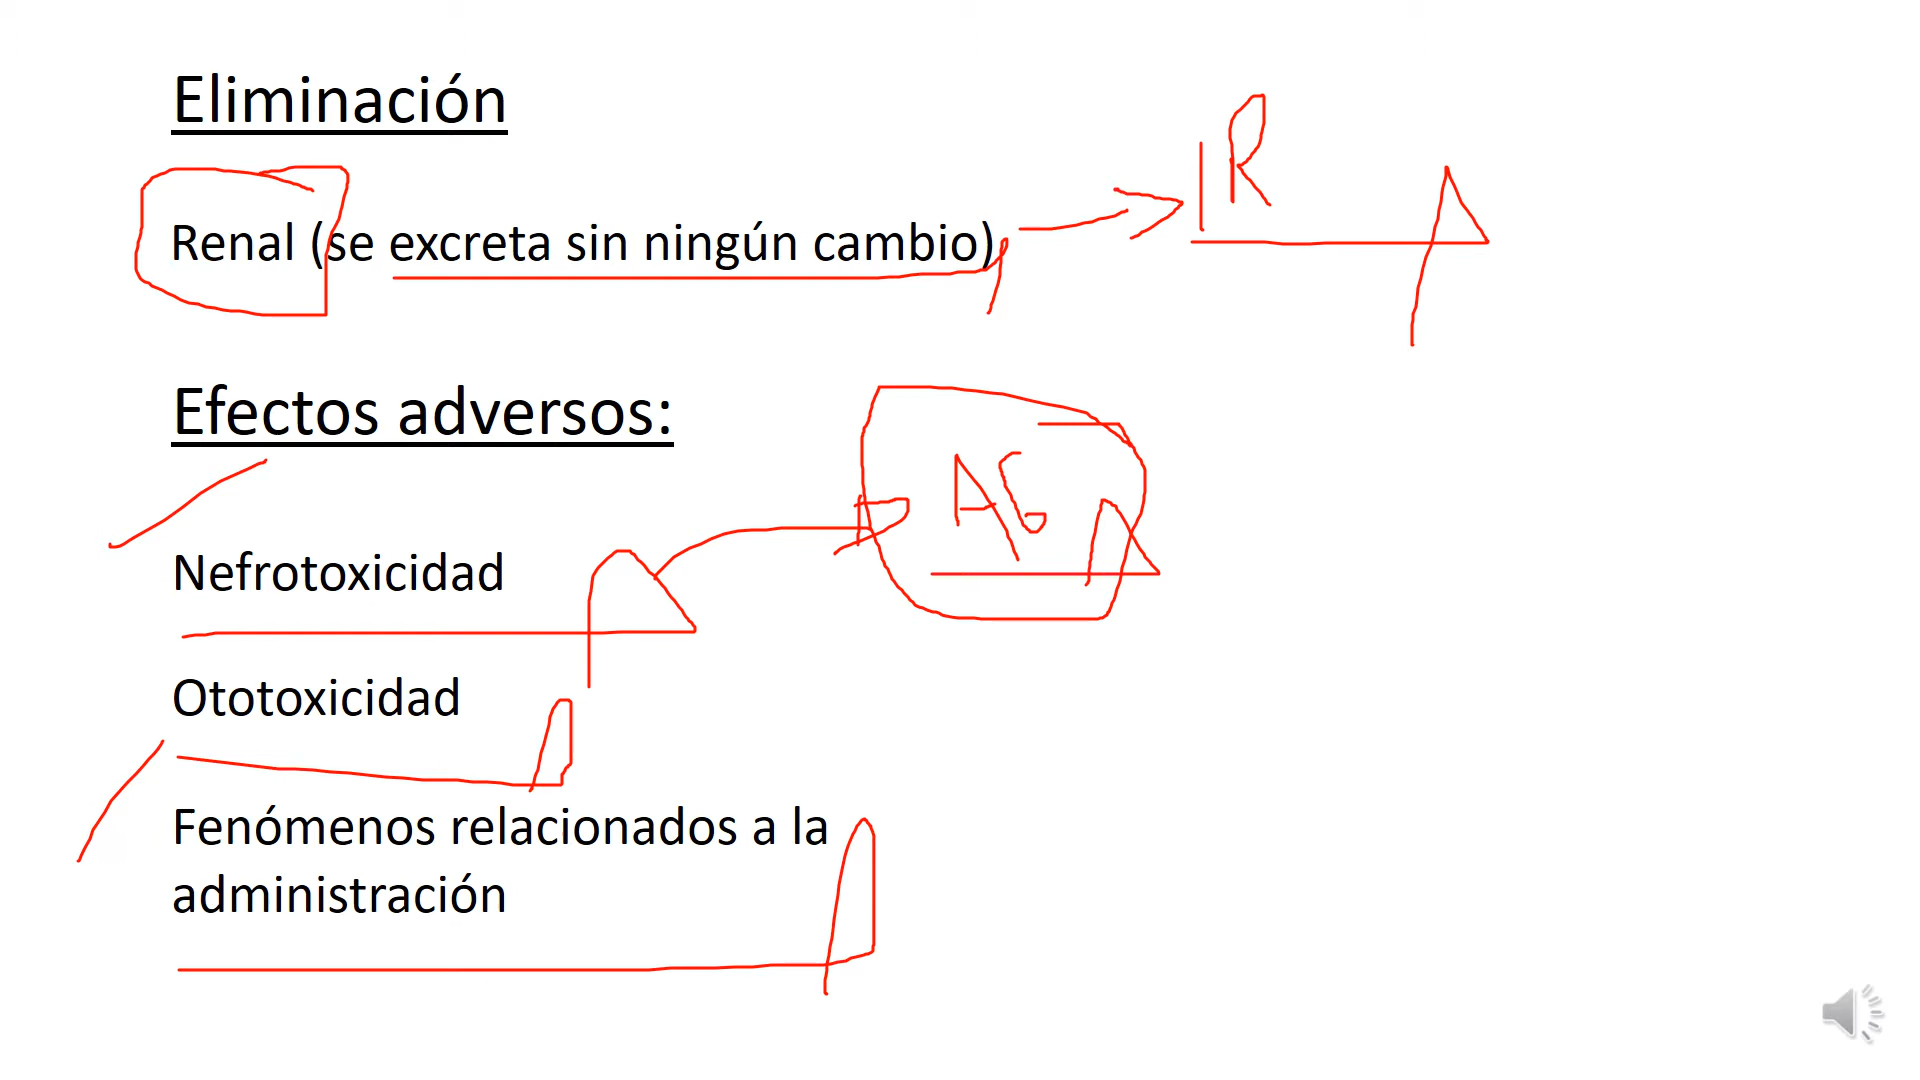 Eliminación
IR
Renal (se excreta sin ningún cambio)
Efectos adversos:
AG
Nefrotoxicidad
Ototoxicidad
Fenómenos relacionados a la
administración